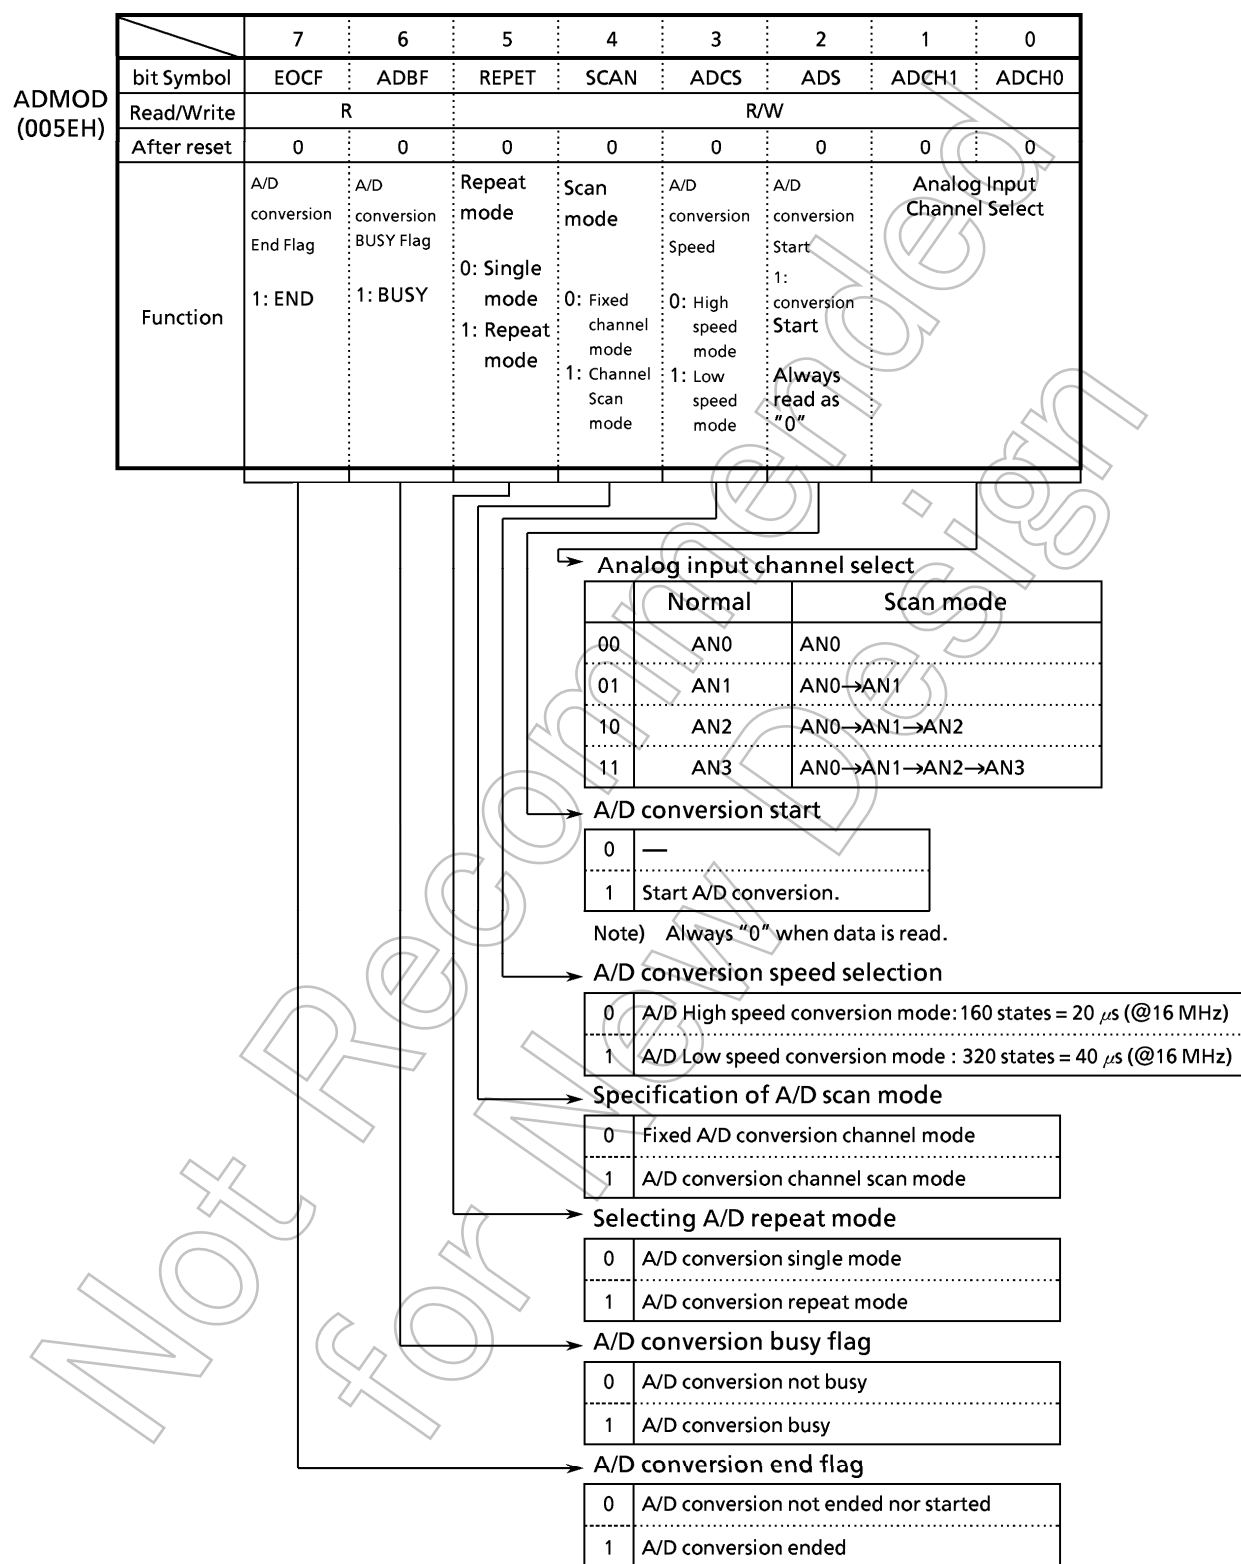 7 6 5 4 3 2 1 0
bit Symbol EOCF ADBF REPET SCAN ADCS ADS ADCH1 ADCH0
ADMOD
(005EH)
Read/Write R R/W
After reset 0 0 0 0 0 0 0 0
Function
A/D
conversion
End Flag
1: END
A/D
conversion
BUSY Flag
1: BUSY
Repeat
mode
0: Single
mode
1: Repeat
mode
Scan
mode
0: Fixed
channel
mode
1: Channel
Scan
mode
A/D
conversion
Speed
0: High
speed
mode
1: Low
speed
mode
A/D
conversion
Start
1:
conversion
Start
Always
read as
"0"
Analog Input
Channel Select
Analog input channel select
Normal Scan mode
00 AN0 AN0
01 AN1 AN0→AN1
10 AN2 AN0→AN1→AN2
11 AN3 AN0→AN1→AN2→AN3
A/D conversion start
0 —
1 Start A/D conversion.
Note) Always "0" when data is read.
A/D conversion speed selection
0 A/D High speed conversion mode: 160 states = 20 μs (@16 MHz)
1 A/D Low speed conversion mode : 320 states = 40 μs (@16 MHz)
Specification of A/D scan mode
0 Fixed A/D conversion channel mode
1 A/D conversion channel scan mode
Selecting A/D repeat mode
0 A/D conversion single mode
1 A/D conversion repeat mode
A/D conversion busy flag
0 A/D conversion not busy
1 A/D conversion busy
A/D conversion end flag
0 A/D conversion not ended nor started
1 A/D conversion ended
Not Recommended
for New Design